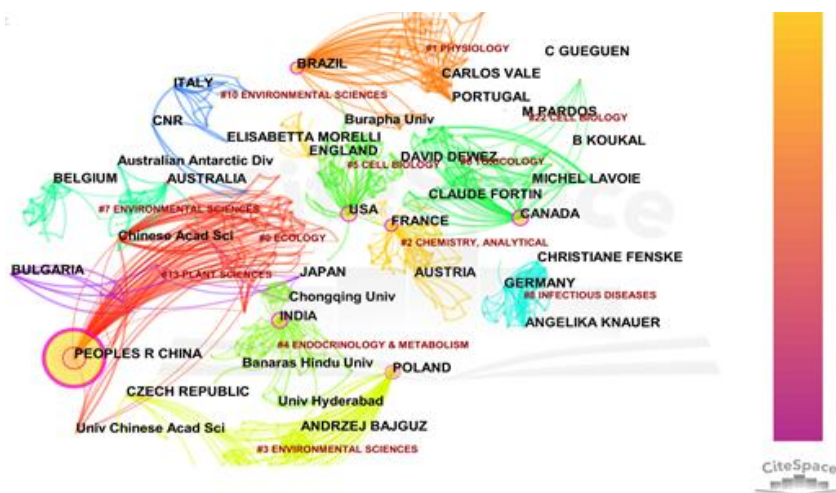 #1 PHYSIOLOGY
C GUEGUEN
BRAZIL
CARLOS VALE
ITALY
#10 ENVIRONMENTAL SCIENCES
PORTUGAL
M PARDOS
#22 CELL BIOLOGY
CNR
Burapha Univ
ELISABETTA MORELLI
B KOUKAL
ENGLAND
DAVID DEWEZ
Australian Antarctic Div
#5 CELL BIOLOGY
TOXICOLOGY
BELGIUM
AUSTRALIA
MICHEL LAVOIE
CLAUDE FORTIN
#7 ENVIRONMENTAL SCIENCES
USA
FRANCE
CANADA
Chinese Acad Sci
#0 ECOLOGY
#2 CHEMISTRY, ANALYTICAL
CHRISTIANE FENSKE
BULGARIA
#13 PLANT SCIENCES
JAPAN
AUSTRIA
GERMANY
Chongqing Univ
#8 INFECTIOUS DISEASES
INDIA
ANGELIKA KNAUER
#4 ENDOCRINOLOGY & METABOLISM
PEOPLES R CHINA
Banaras Hindu Univ
POLAND
CZECH REPUBLIC
Univ Hyderabad
Univ Chinese Acad Sci
ANDRZEJ BAJGUZ
#3 ENVIRONMENTAL SCIENCES
CiteSpace